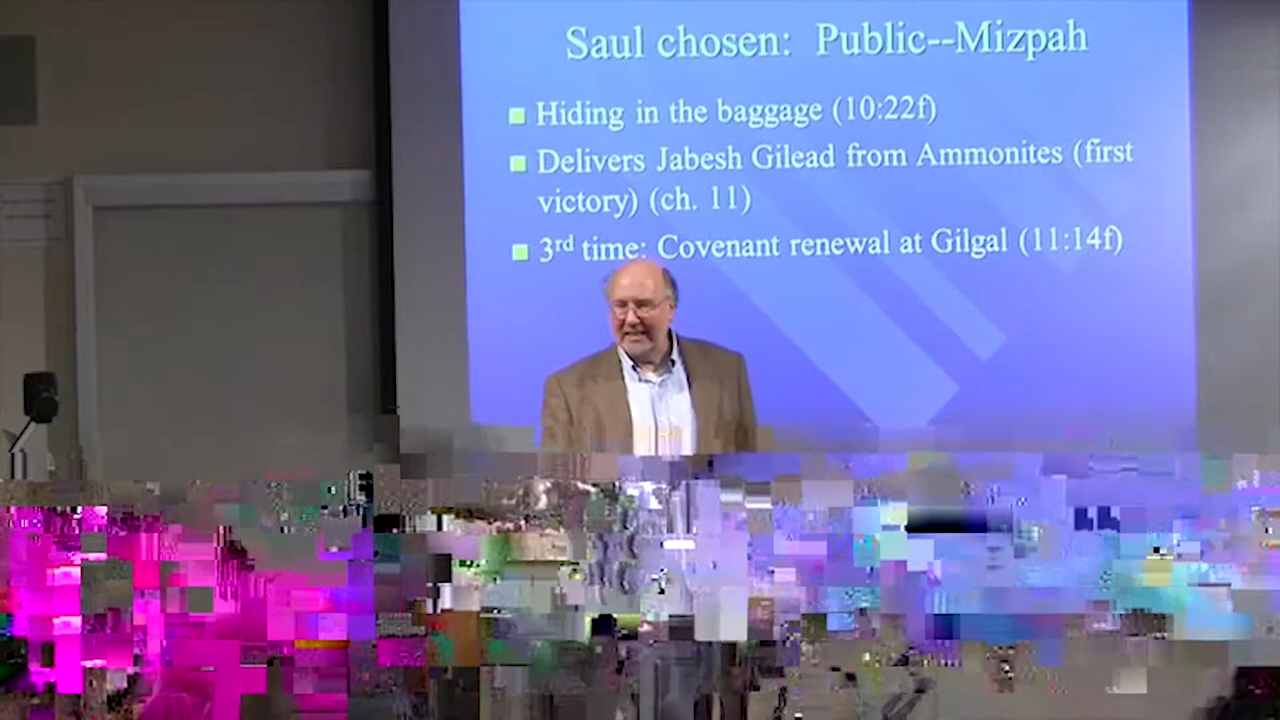 Saul chosen: Public--Mizpah
Hiding in the baggage (10:22f)
Delivers Jabesh Gilead from Ammonites (first
victory) (ch. 11)
3rd time: Covenant renewal at Gilgal (11:14f)